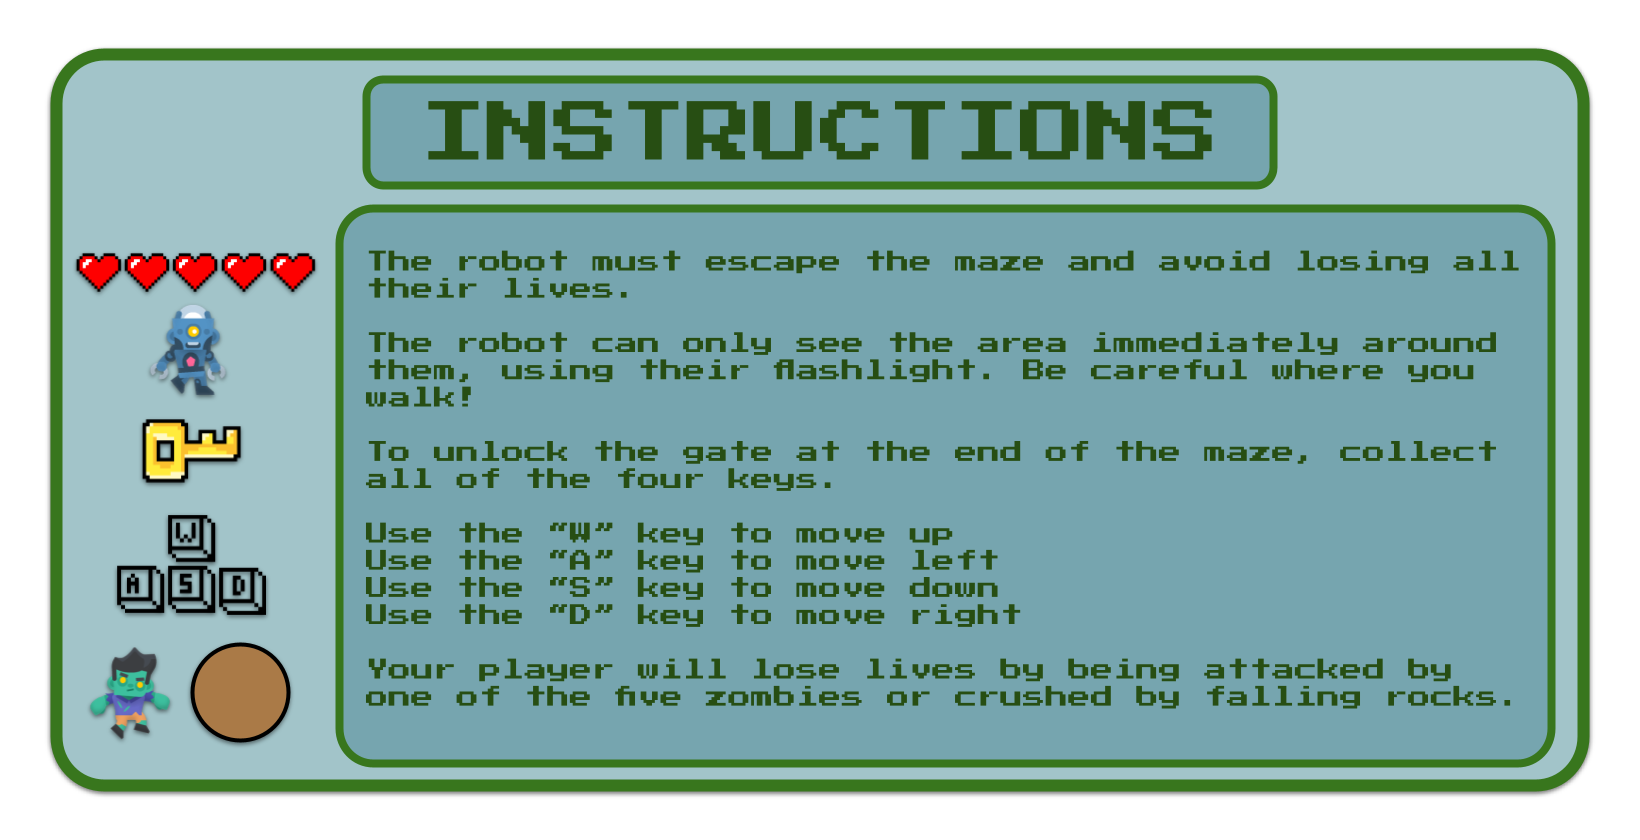 INSTRUCTIONS
The robot must escape the maze and avoid losing all
their lives.
The robot can only see the area immediately around
them, using their flashlight. Be careful where you
walk!
To unlock the gate at the end of the maze, collect
all of the four keys.
W
A S D
Use the “W” key to move up
Use the “A” key to move left
Use the “S” key to move down
Use the “D” key to move right
Your player will lose lives by being attacked by
one of the five zombies or crushed by falling rocks.